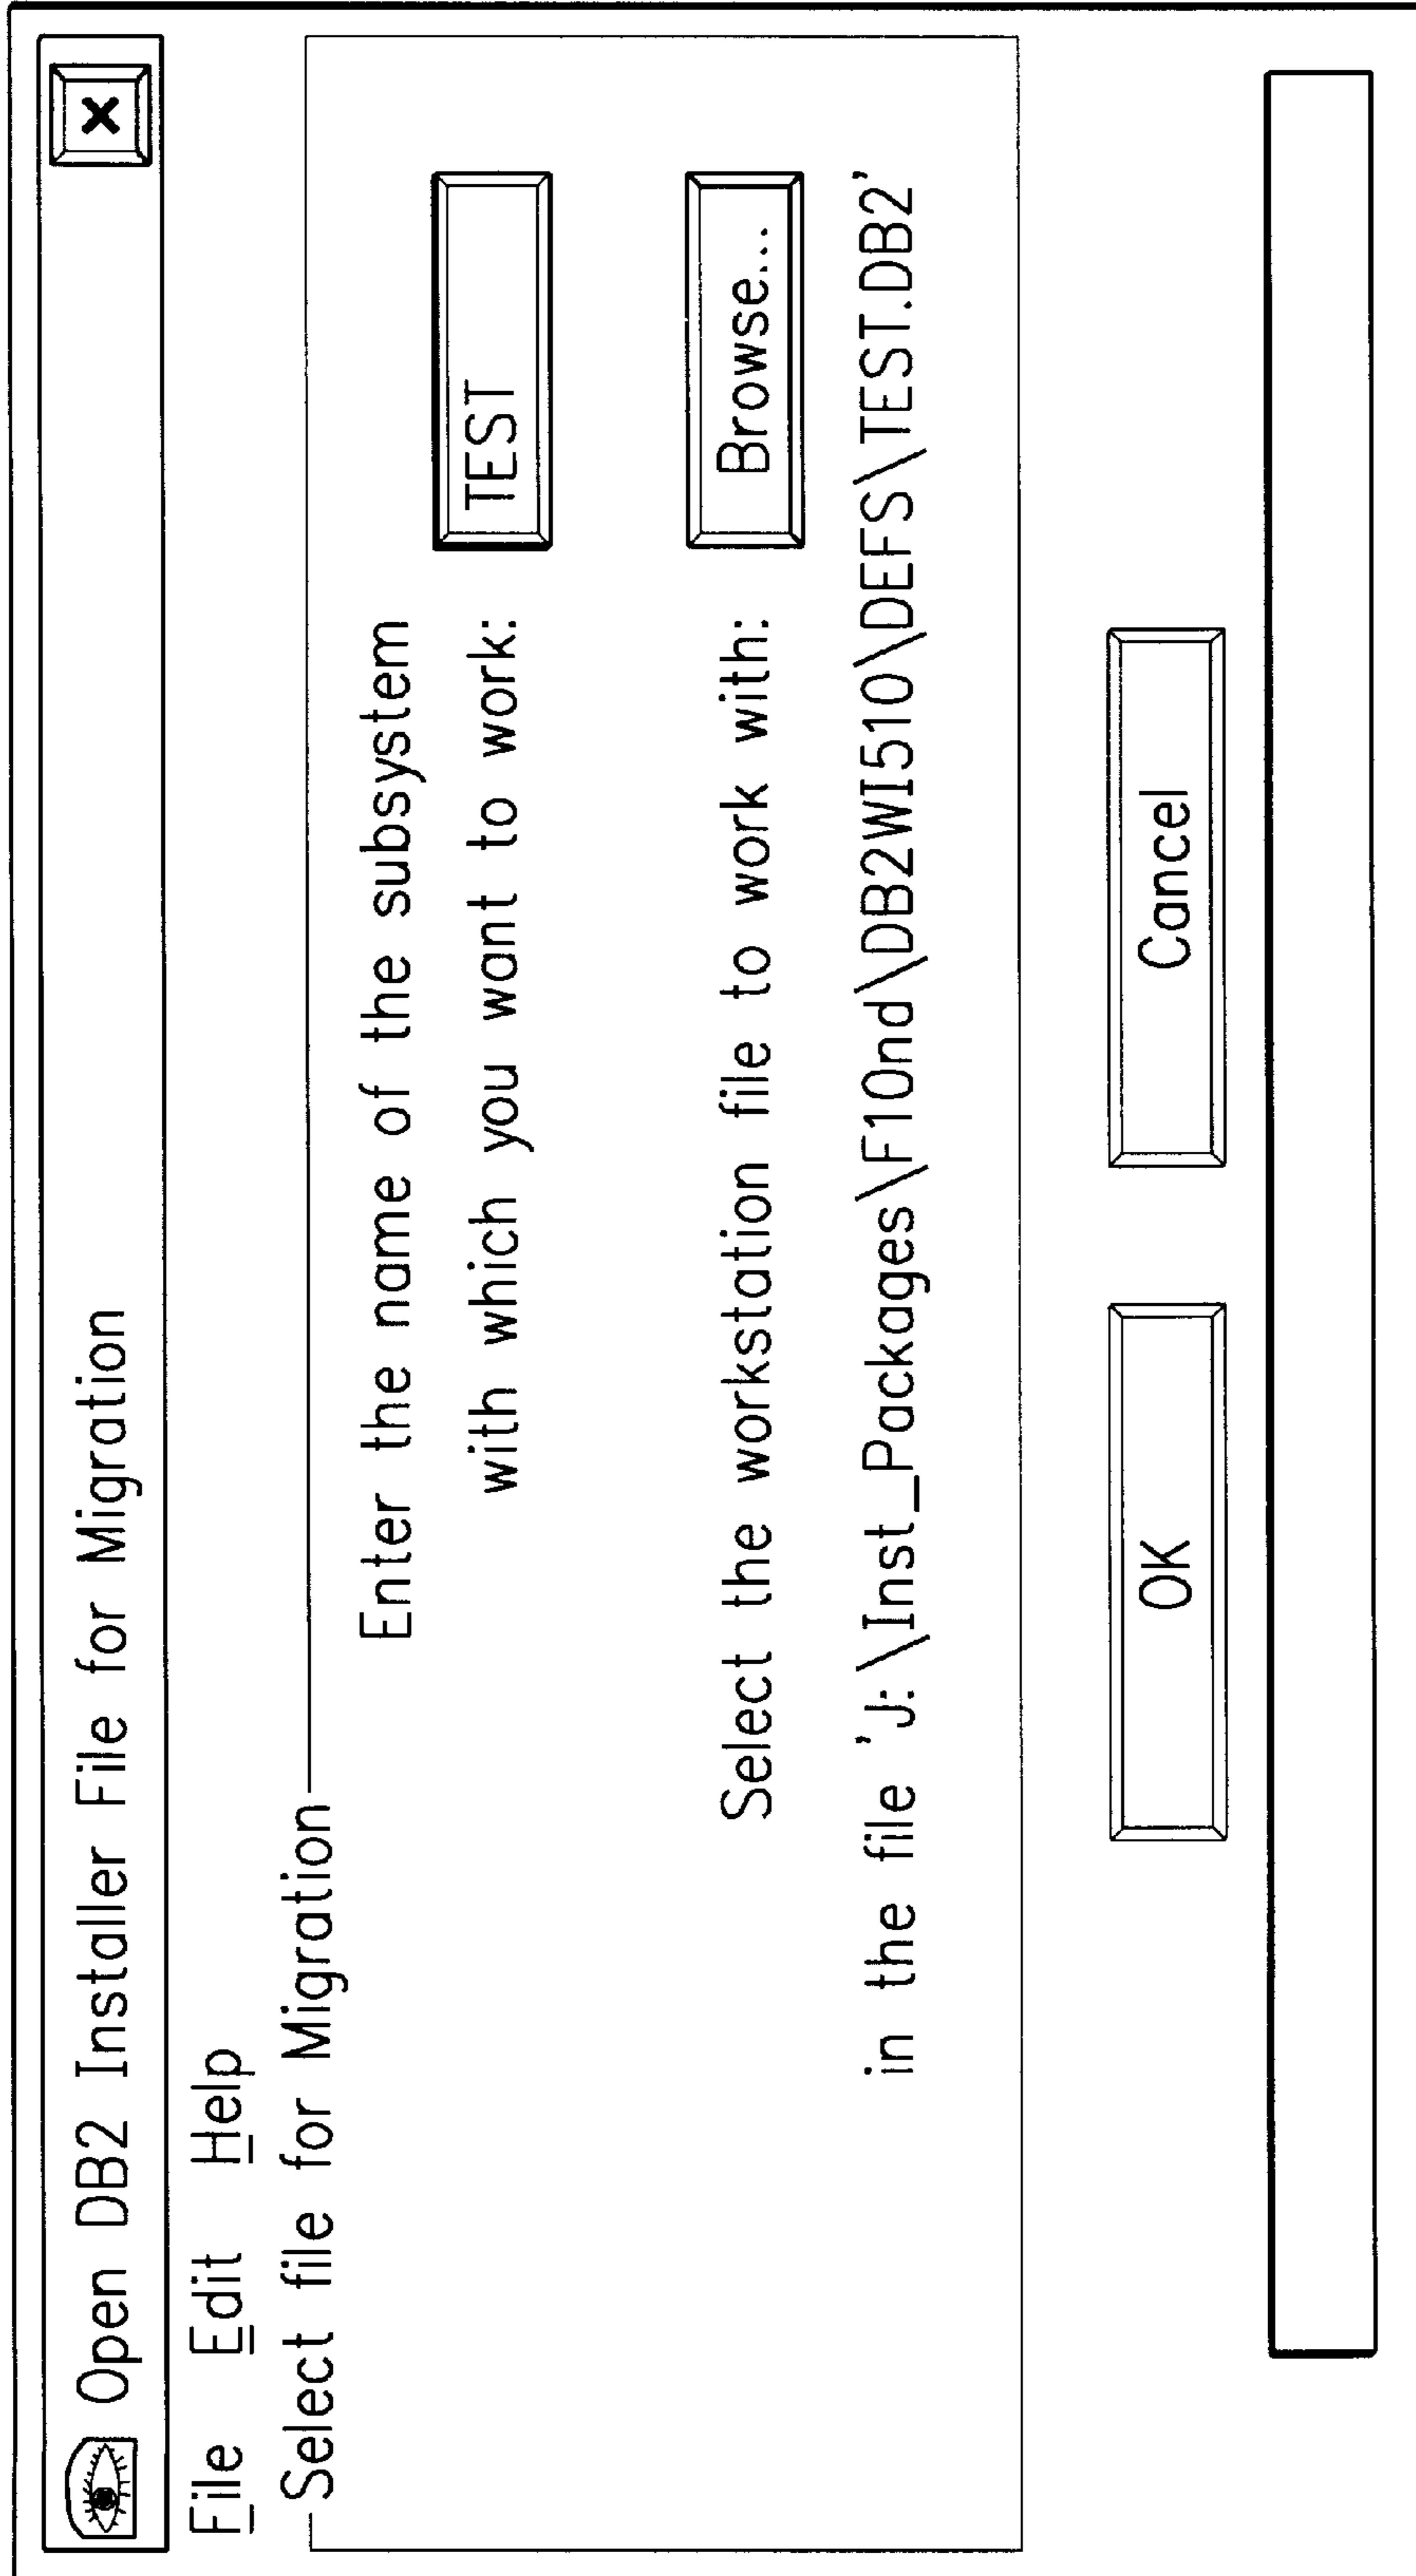 Open DB2 Installer File for Migration
File Edit Help
Select file for Migration
Enter the name of the subsystem
with which you want to work: TEST
Select the workstation file to work with: Browse...
in the file 'J:\Inst_Packages\F10nd\DB2WI510\DEFS\TEST.DB2'
OK Cancel